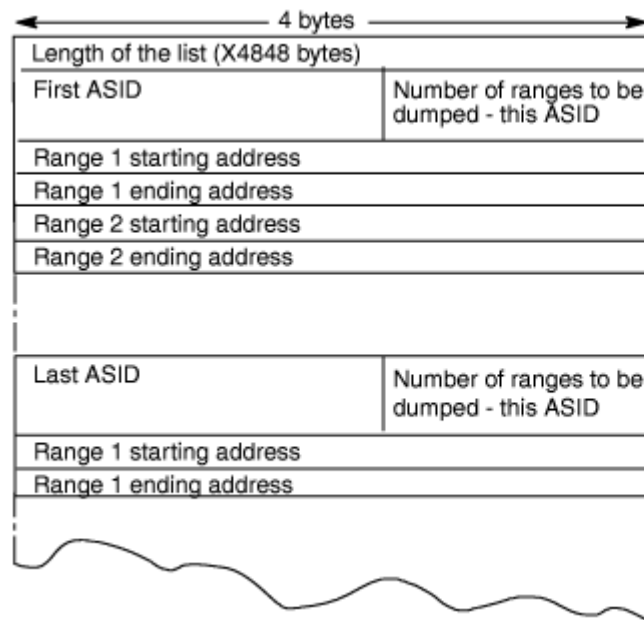 4 bytes
Length of the list (X4848 bytes)
First ASID
Number of ranges to be
dumped - this ASID
Range 1 starting address
Range 1 ending address
Range 2 starting address
Range 2 ending address
Last ASID
Number of ranges to be
dumped - this ASID
Range 1 starting address
Range 1 ending address